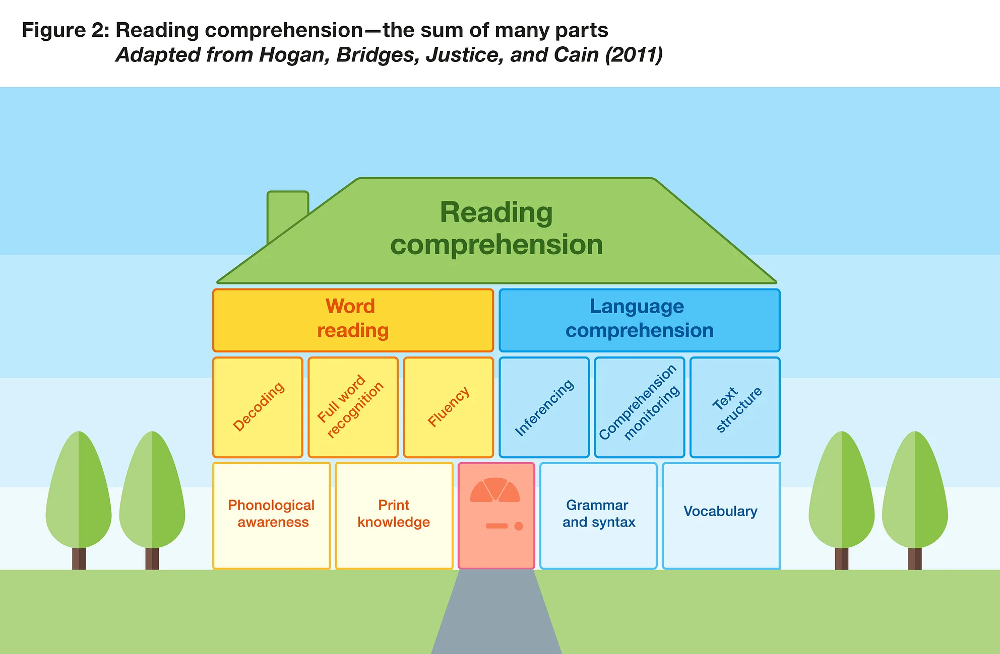 Figure 2: Reading comprehension—the sum of many parts
Adapted from Hogan, Bridges, Justice, and Cain (2011)
Reading
comprehension
Word
reading
Language
comprehension
Decoding
Full word
recognition
Fluency
Inferencing
Comprehension
monitoring
Text
structure
Phonological
awareness
Print
knowledge
Grammar
and syntax
Vocabulary